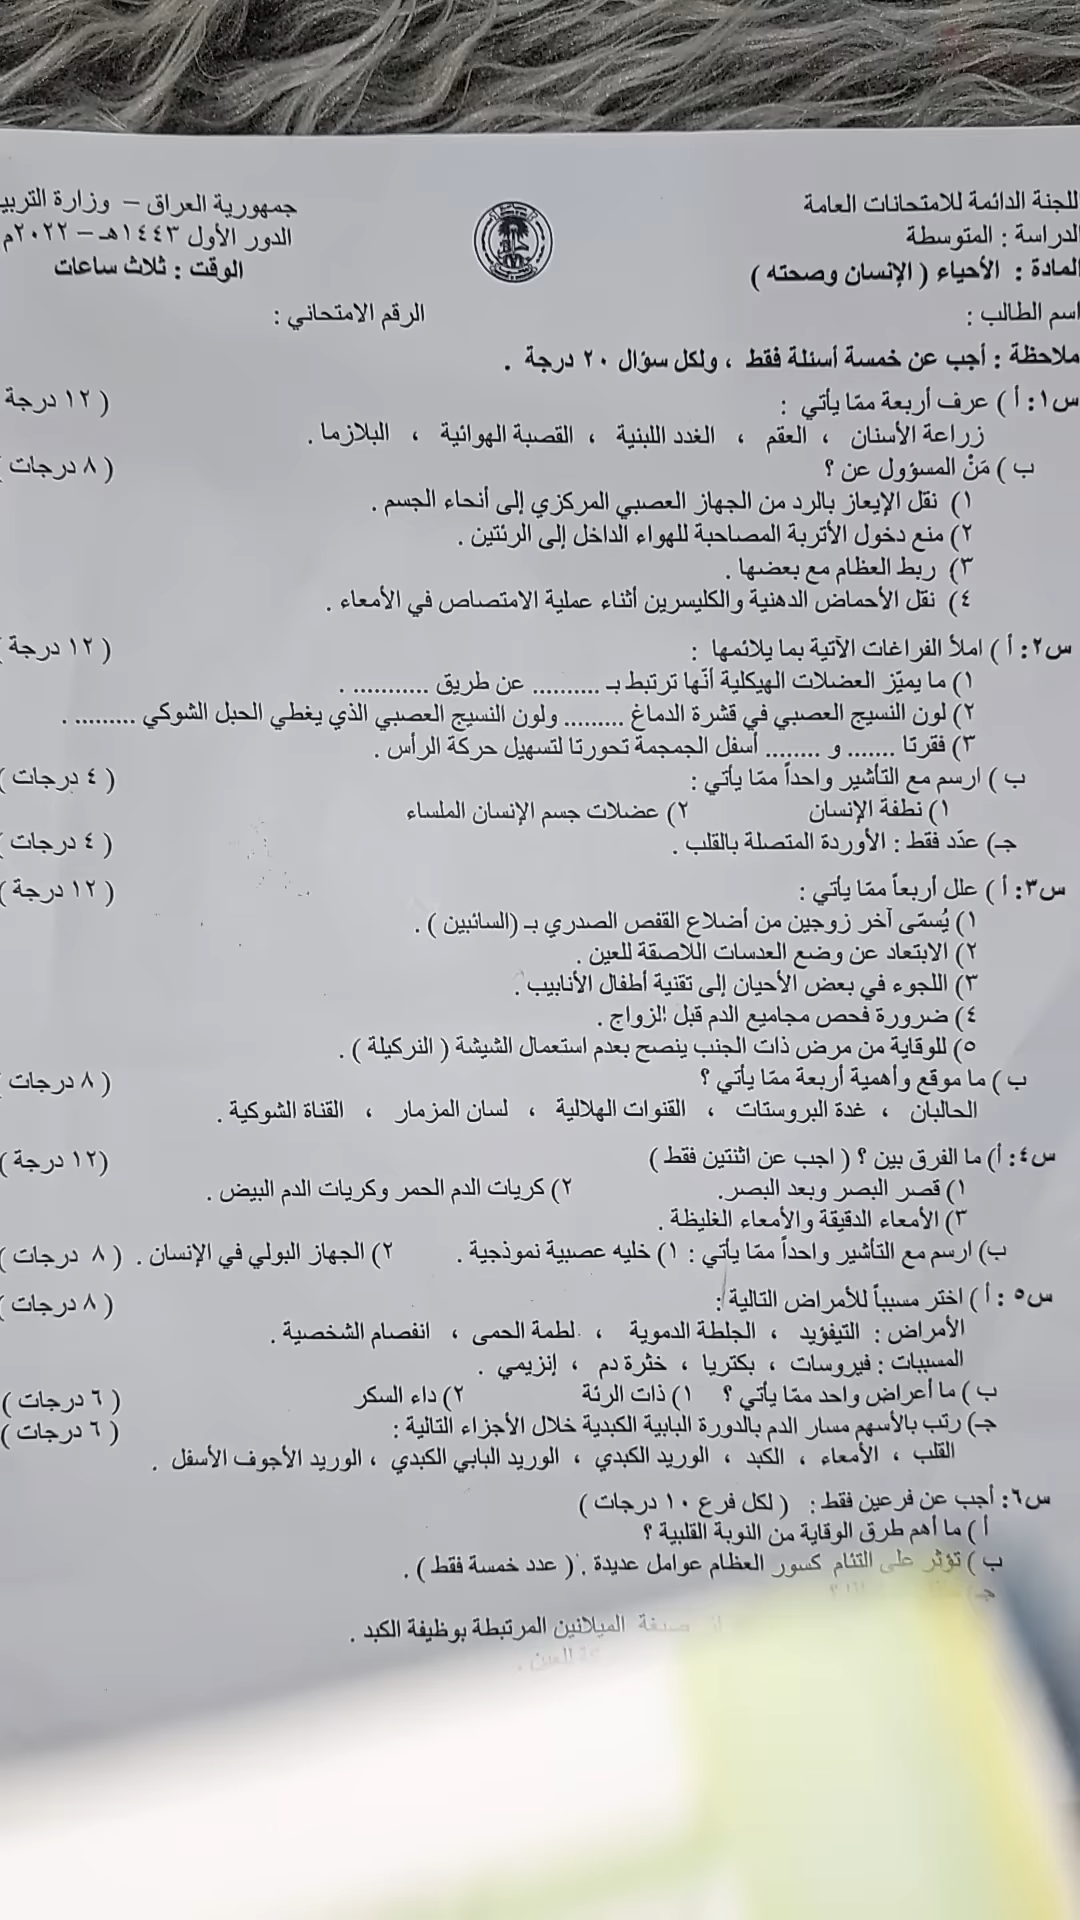 للجنة الدائمة للامتحانات العامة
جمهورية العراق – وزارة التربي
الدراسة : المتوسطة
الدور الأول ١٤٤٣هـ – ٢٠٢٢م
المادة : الأحياء ( الإنسان وصحته )
الوقت : ثلاث ساعات
اسم الطالب :
الرقم الامتحاني :
ملاحظة : أجب عن خمسة أسئلة فقط ، ولكل سؤال ٢٠ درجة .
س١: أ ) عرف أربعة ممّا يأتي : ( ١٢ درجة
زراعة الأسنان ، العقم ، الغدد اللبنية ، القصبة الهوائية ، البلازما .
ب ) مَنْ المسؤول عن ؟ ( ٨ درجات )
١) نقل الإيعاز بالرد من الجهاز العصبي المركزي إلى أنحاء الجسم .
٢) منع دخول الأتربة المصاحبة للهواء الداخل إلى الرئتين .
٣) ربط العظام مع بعضها .
٤) نقل الأحماض الدهنية والكليسرين أثناء عملية الامتصاص في الأمعاء .
س٢: أ ) املأ الفراغات الآتية بما يلائمها : ( ١٢ درجة )
١) ما يميّز العضلات الهيكلية أنّها ترتبط بـ .......... عن طريق ........... .
٢) لون النسيج العصبي في قشرة الدماغ ......... ولون النسيج العصبي الذي يغطي الحبل الشوكي ......... .
٣) فقرتا ....... و ........ أسفل الجمجمة تحورتا لتسهيل حركة الرأس .
ب ) ارسم مع التأشير واحداً ممّا يأتي : ( ٤ درجات )
١) نطفة الإنسان ٢) عضلات جسم الإنسان الملساء
جـ) عدّد فقط : الأوردة المتصلة بالقلب . ( ٤ درجات )
س٣: أ ) علل أربعاً ممّا يأتي : ( ١٢ درجة )
١) يُسمّى آخر زوجين من أضلاع القفص الصدري بـ (السائبين ) .
٢) الابتعاد عن وضع العدسات اللاصقة للعين .
٣) اللجوء في بعض الأحيان إلى تقنية أطفال الأنابيب .
٤) ضرورة فحص مجاميع الدم قبل الزواج .
٥) للوقاية من مرض ذات الجنب ينصح بعدم استعمال الشيشة ( النركيلة ) .
ب ) ما موقع وأهمية أربعة ممّا يأتي ؟ ( ٨ درجات )
الحالبان ، غدة البروستات ، القنوات الهلالية ، لسان المزمار ، القناة الشوكية .
س٤: أ) ما الفرق بين ؟ ( اجب عن اثنتين فقط ) ( ١٢ درجة )
١) قصر البصر وبعد البصر. ٢) كريات الدم الحمر وكريات الدم البيض .
٣) الأمعاء الدقيقة والأمعاء الغليظة .
ب) ارسم مع التأشير واحداً ممّا يأتي : ١) خليه عصبية نموذجية . ٢) الجهاز البولي في الإنسان . ( ٨ درجات )
س٥ : أ ) اختر مسبباً للأمراض التالية : ( ٨ درجات )
الأمراض : التيفؤيد ، الجلطة الدموية ، لطمة الحمى ، انفصام الشخصية .
المسببات : فيروسات ، بكتريا ، خثرة دم ، إنزيمي .
ب ) ما أعراض واحد ممّا يأتي ؟ ١) ذات الرئة ٢) داء السكر ( ٦ درجات )
جـ) رتب بالأسهم مسار الدم بالدورة البابية الكبدية خلال الأجزاء التالية : ( ٦ درجات )
القلب ، الأمعاء ، الكبد ، الوريد الكبدي ، الوريد البابي الكبدي ، الوريد الأجوف الأسفل .
س٦: أجب عن فرعين فقط : ( لكل فرع ١٠ درجات )
أ ) ما أهم طرق الوقاية من النوبة القلبية ؟
ب ) تؤثر على التئام كسور العظام عوامل عديدة . ( عدد خمسة فقط ) .
جـ)
صبغة الميلانين المرتبطة بوظيفة الكبد .
العين .